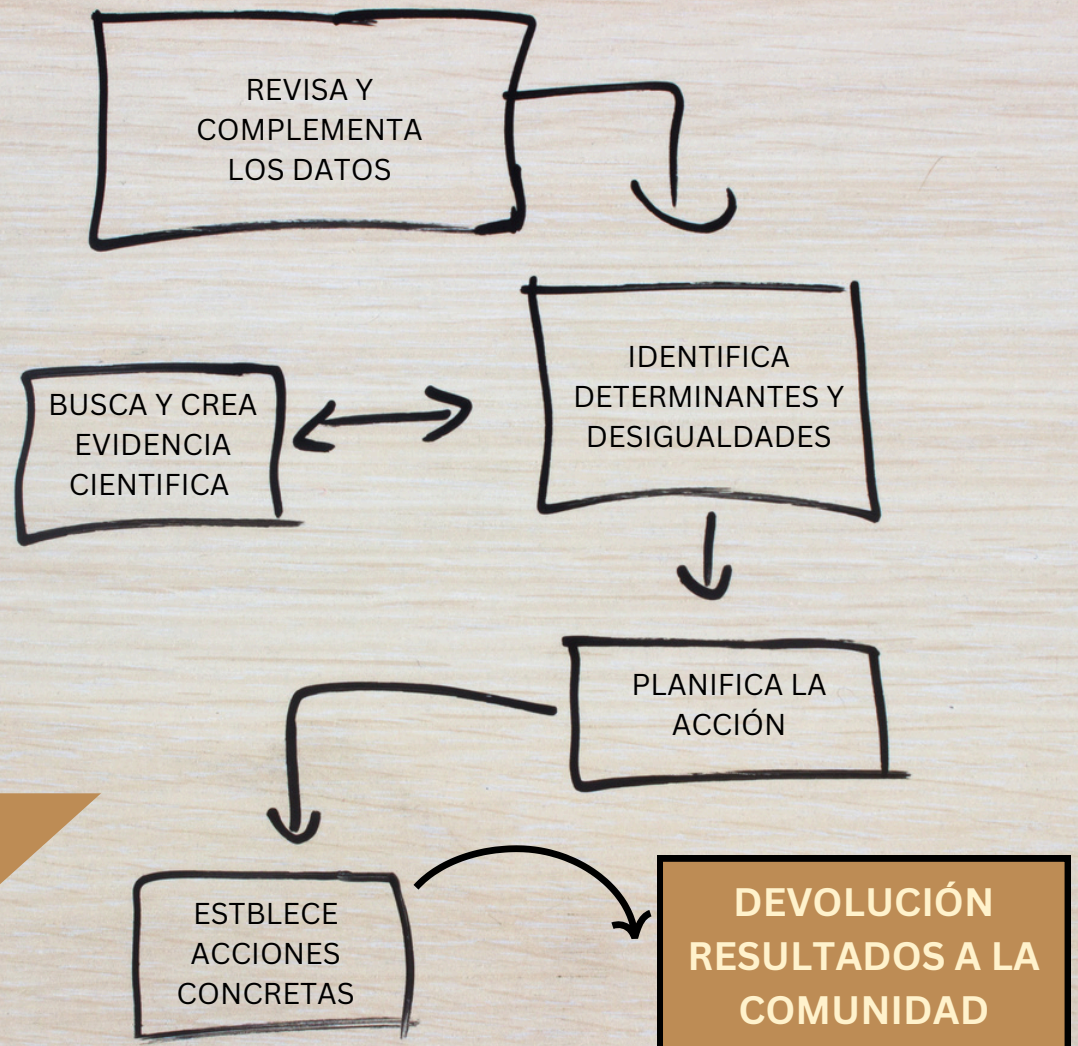 REVISA Y
COMPLEMENTA
LOS DATOS
IDENTIFICA
DETERMINANTES Y
DESIGUALDADES
BUSCA Y CREA
EVIDENCIA
CIENTIFICA
PLANIFICA LA
ACCIÓN
ESTBLECE
ACCIONES
CONCRETAS
DEVOLUCIÓN
RESULTADOS A LA
COMUNIDAD